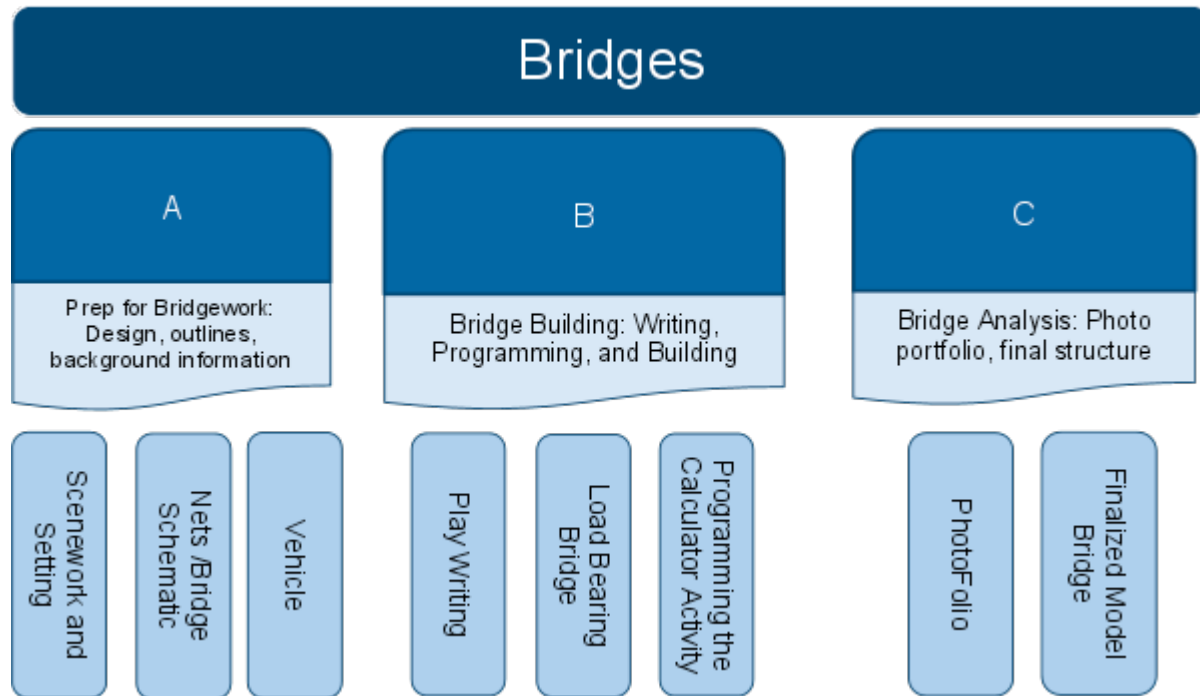 Bridges
A
Prep for Bridgework:
Design, outlines,
background information
B
Bridge Building: Writing,
Programming, and Building
C
Bridge Analysis: Photo
portfolio, final structure
Scenework and
Setting
Nets /Bridge
Schematic
Vehicle
Play Writing
Load Bearing
Bridge
Programming the
Calculator Activity
PhotoFolio
Finalized Model
Bridge